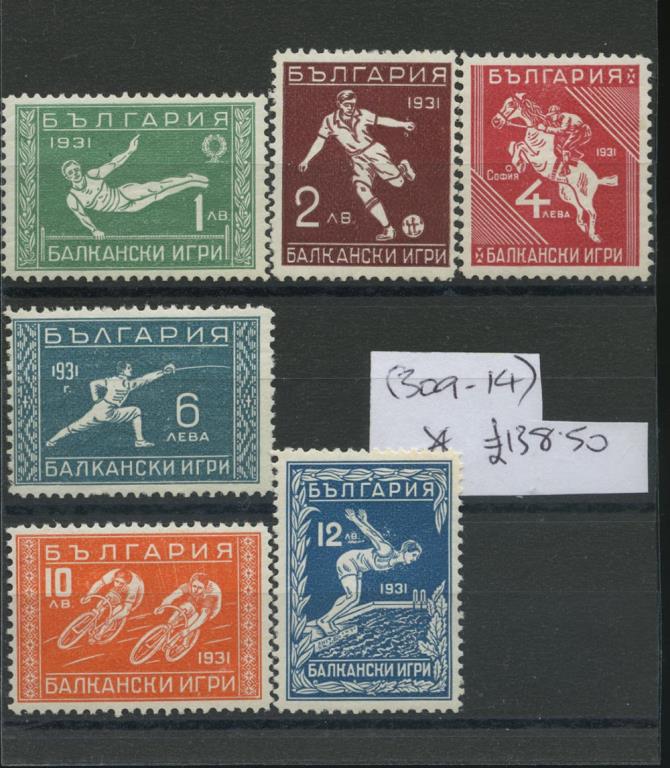 БЪЛГАРИЯ
1931
1 ЛВ.
БАЛКАНСКИ ИГРИ
БЪЛГАРИЯ
1931
2 ЛВ.
БАЛКАНСКИ ИГРИ
БЪЛГАРИЯ
1931
София
4 ЛЕВА
БАЛКАНСКИ ИГРИ
БЪЛГАРИЯ
1931
г.
6 ЛЕВА
БАЛКАНСКИ ИГРИ
(309-14)
£138.50
БЪЛГАРИЯ
12 ЛВ.
1931
БАЛКАНСКИ ИГРИ
БЪЛГАРИЯ
10 ЛВ.
1931
БАЛКАНСКИ ИГРИ